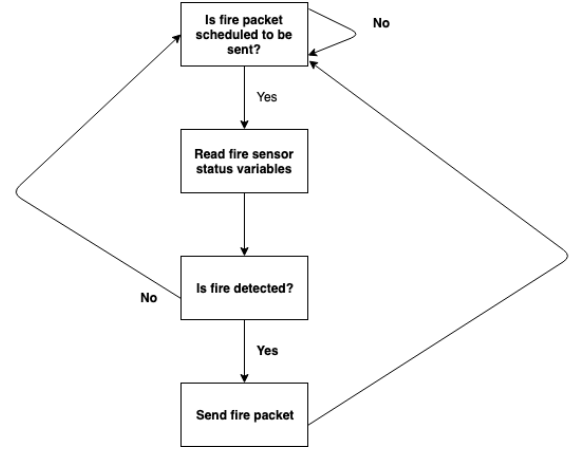 Is fire packet
scheduled to be
sent?
No
Yes
Read fire sensor
status variables
Is fire detected?
No
Yes
Send fire packet